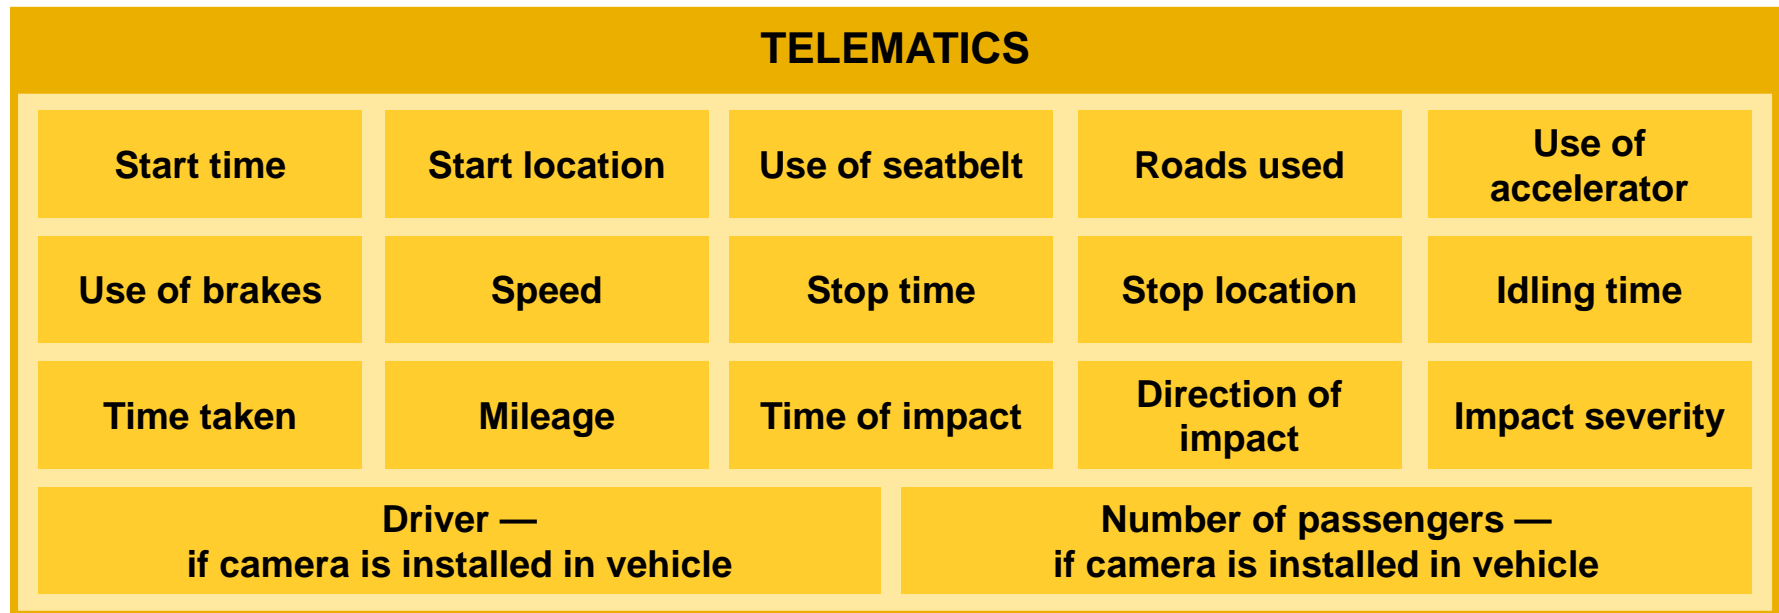 TELEMATICS
Start time
Start location
Use of seatbelt
Roads used
Use of
accelerator
Use of brakes
Speed
Stop time
Stop location
Idling time
Time taken
Mileage
Time of impact
Direction of
impact
Impact severity
Driver —
if camera is installed in vehicle
Number of passengers —
if camera is installed in vehicle